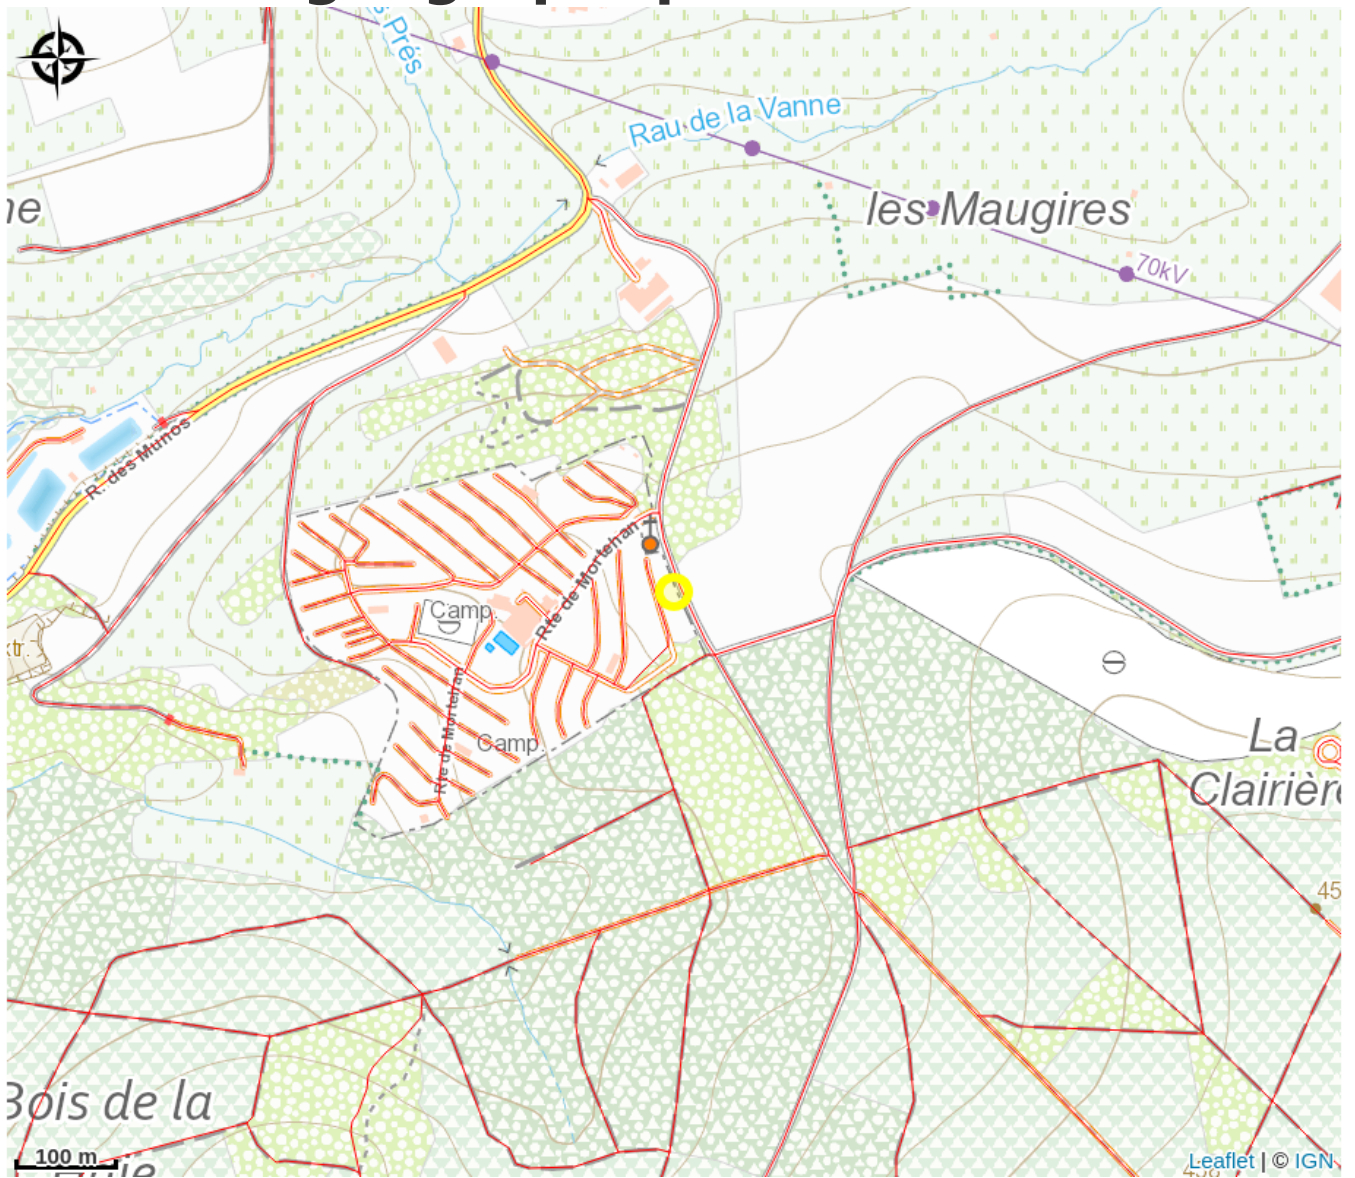 Prés
Rau de la Vanne
les Maugires
70kV
R. des Munos
Rte de Mortehan
Camp.
Rte de Mortehan
Camp.
La
Clairière
45
Bois de la
100 m
Leaflet | © IGN